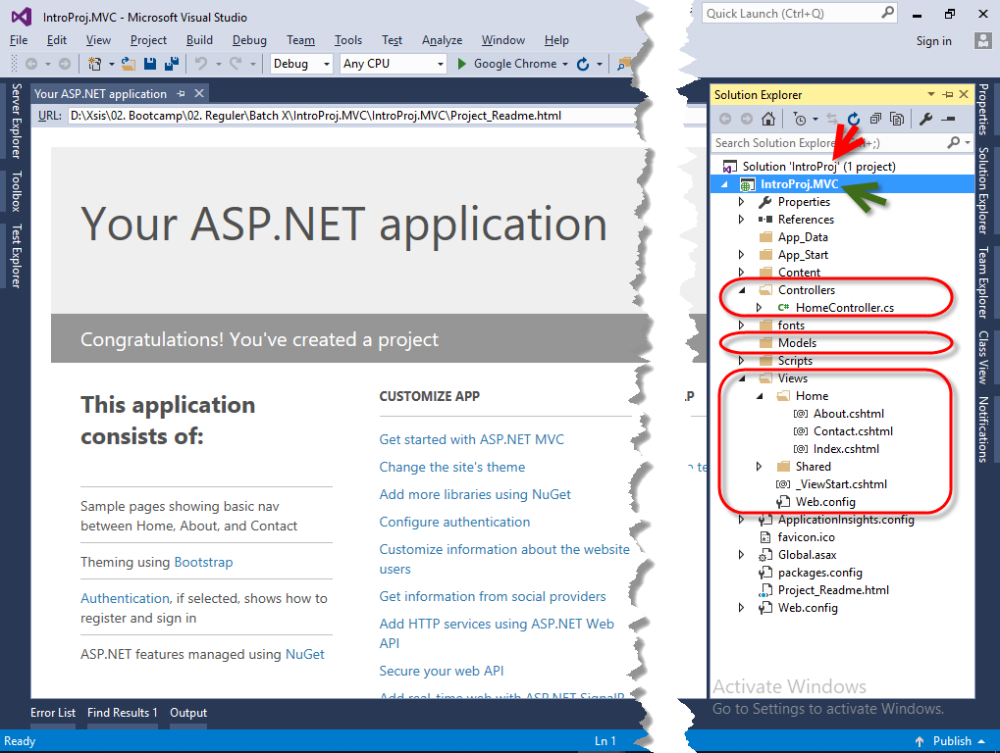 IntroProj.MVC - Microsoft Visual Studio
Quick Launch (Ctrl+Q)
File Edit View Project Build Debug Team Tools Test Analyze Window Help
Sign in
Debug Any CPU Google Chrome
Server Explorer
Toolbox
Test Explorer
Your ASP.NET application
URL: D:\Xsis\02. Bootcamp\02. Reguler\Batch X\IntroProj.MVC\IntroProj.MVC\Project_Readme.html
Your ASP.NET application
Congratulations! You've created a project
This application
consists of:
Sample pages showing basic nav
between Home, About, and Contact
Theming using Bootstrap
Authentication, if selected, shows how to
register and sign in
ASP.NET features managed using NuGet
CUSTOMIZE APP
Get started with ASP.NET MVC
Change the site's theme
Add more libraries using NuGet
Configure authentication
Customize information about the website
users
Get information from social providers
Add HTTP services using ASP.NET Web
API
Secure your web API
Add real-time web with ASP.NET SignalR
.P
te
Solution Explorer
Search Solution Explore +;)
Solution 'IntroProj' (1 project)
IntroProj.MVC
Properties
References
App_Data
App_Start
Content
Controllers
C# HomeController.cs
fonts
Models
Scripts
Views
Home
[@] About.cshtml
[@] Contact.cshtml
[@] Index.cshtml
Shared
[@] _ViewStart.cshtml
Web.config
ApplicationInsights.config
favicon.ico
Global.asax
packages.config
Project_Readme.html
Web.config
Properties
Solution Explorer
Team Explorer
Class View
Notifications
Activate Windows
Go to Settings to activate Windows.
Error List Find Results 1 Output
Ready Ln 1 Publish